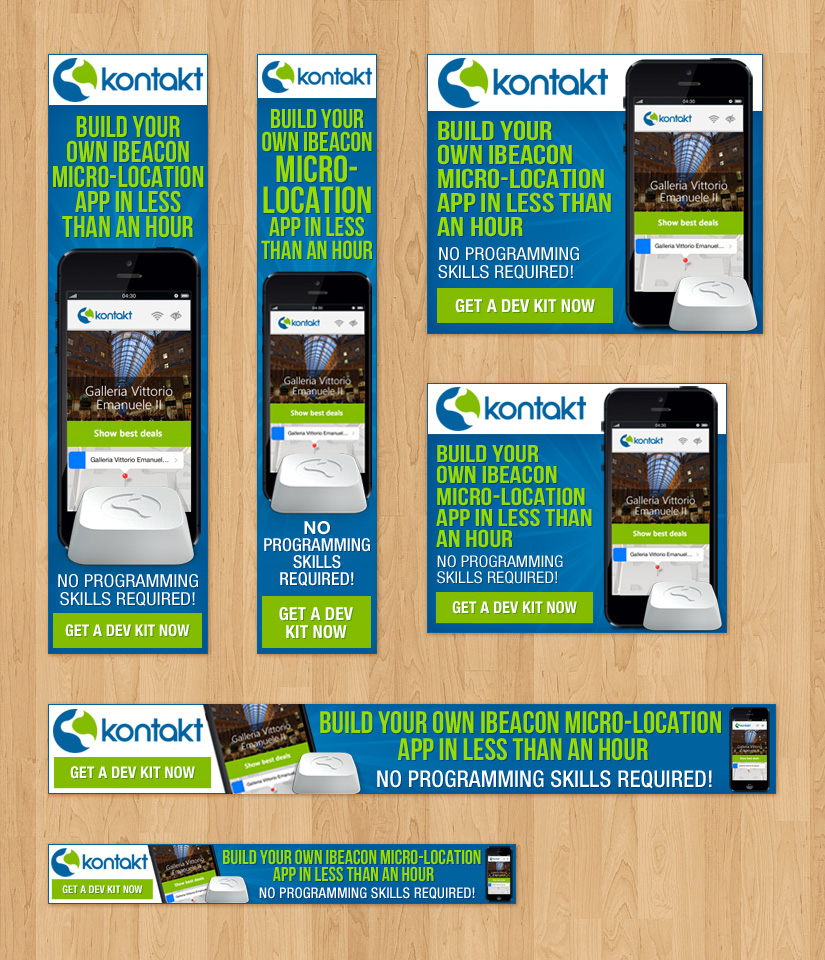 kontakt
BUILD YOUR
OWN IBEACON
MICRO-LOCATION
APP IN LESS
THAN AN HOUR
04:30
kontakt
Galleria Vittorio
Emanuele II
Show best deals
Galleria Vittorio Emanuel...
NO PROGRAMMING
SKILLS REQUIRED!
GET A DEV KIT NOW
kontakt
BUILD YOUR
OWN IBEACON
MICRO-
LOCATION
APP IN LESS
THAN AN HOUR
04:30
kontakt
Galleria Vittorio
Emanuele II
Show best deals
Galleria Vittorio Emanuel...
NO
PROGRAMMING
SKILLS
REQUIRED!
GET A DEV
KIT NOW
kontakt
BUILD YOUR
OWN IBEACON
MICRO-LOCATION
APP IN LESS THAN
AN HOUR
NO PROGRAMMING
SKILLS REQUIRED!
GET A DEV KIT NOW
04:30
kontakt
Galleria Vittorio
Emanuele II
Show best deals
Galleria Vittorio Emanuel...
kontakt
BUILD YOUR
OWN IBEACON
MICRO-LOCATION
APP IN LESS THAN
AN HOUR
NO PROGRAMMING
SKILLS REQUIRED!
GET A DEV KIT NOW
04:30
kontakt
Galleria Vittorio
Emanuele II
Show best deals
Galleria Vittorio Emanuel...
kontakt
GET A DEV KIT NOW
Galleria Vittorio
Emanuele II
Show best deals
Galleria Vittorio Emanuel
BUILD YOUR OWN IBEACON MICRO-LOCATION
APP IN LESS THAN AN HOUR
NO PROGRAMMING SKILLS REQUIRED!
kontakt
GET A DEV KIT NOW
Galleria Vittorio
Emanuele II
Show best deals
BUILD YOUR OWN IBEACON MICRO-LOCATION
APP IN LESS THAN AN HOUR
NO PROGRAMMING SKILLS REQUIRED!